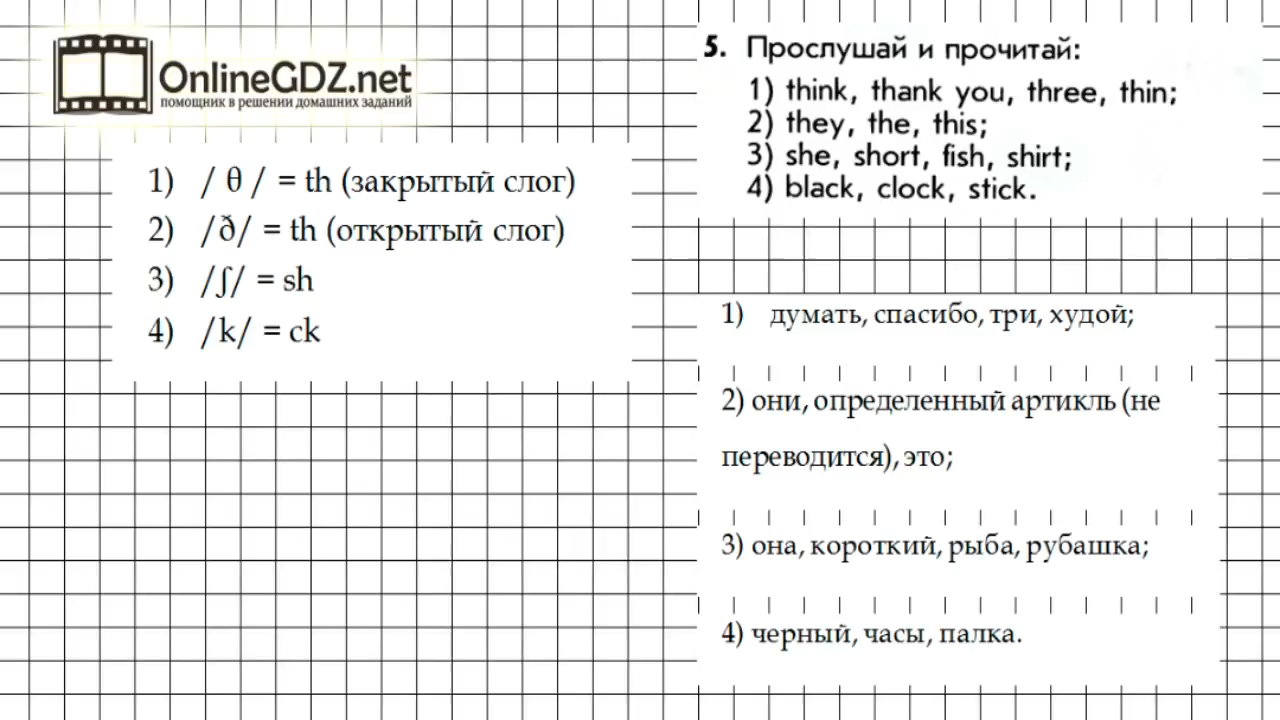 OnlineGDZ.net
помощник в решении домашних заданий
1) / θ / = th (закрытый слог)
2) /ð/ = th (открытый слог)
3) /ʃ/ = sh
4) /k/ = ck
5. Прослушай и прочитай:
1) think, thank you, three, thin;
2) they, the, this;
3) she, short, fish, shirt;
4) black, clock, stick.
1) думать, спасибо, три, худой;
2) они, определенный артикль (не
переводится), это;
3) она, короткий, рыба, рубашка;
4) черный, часы, палка.